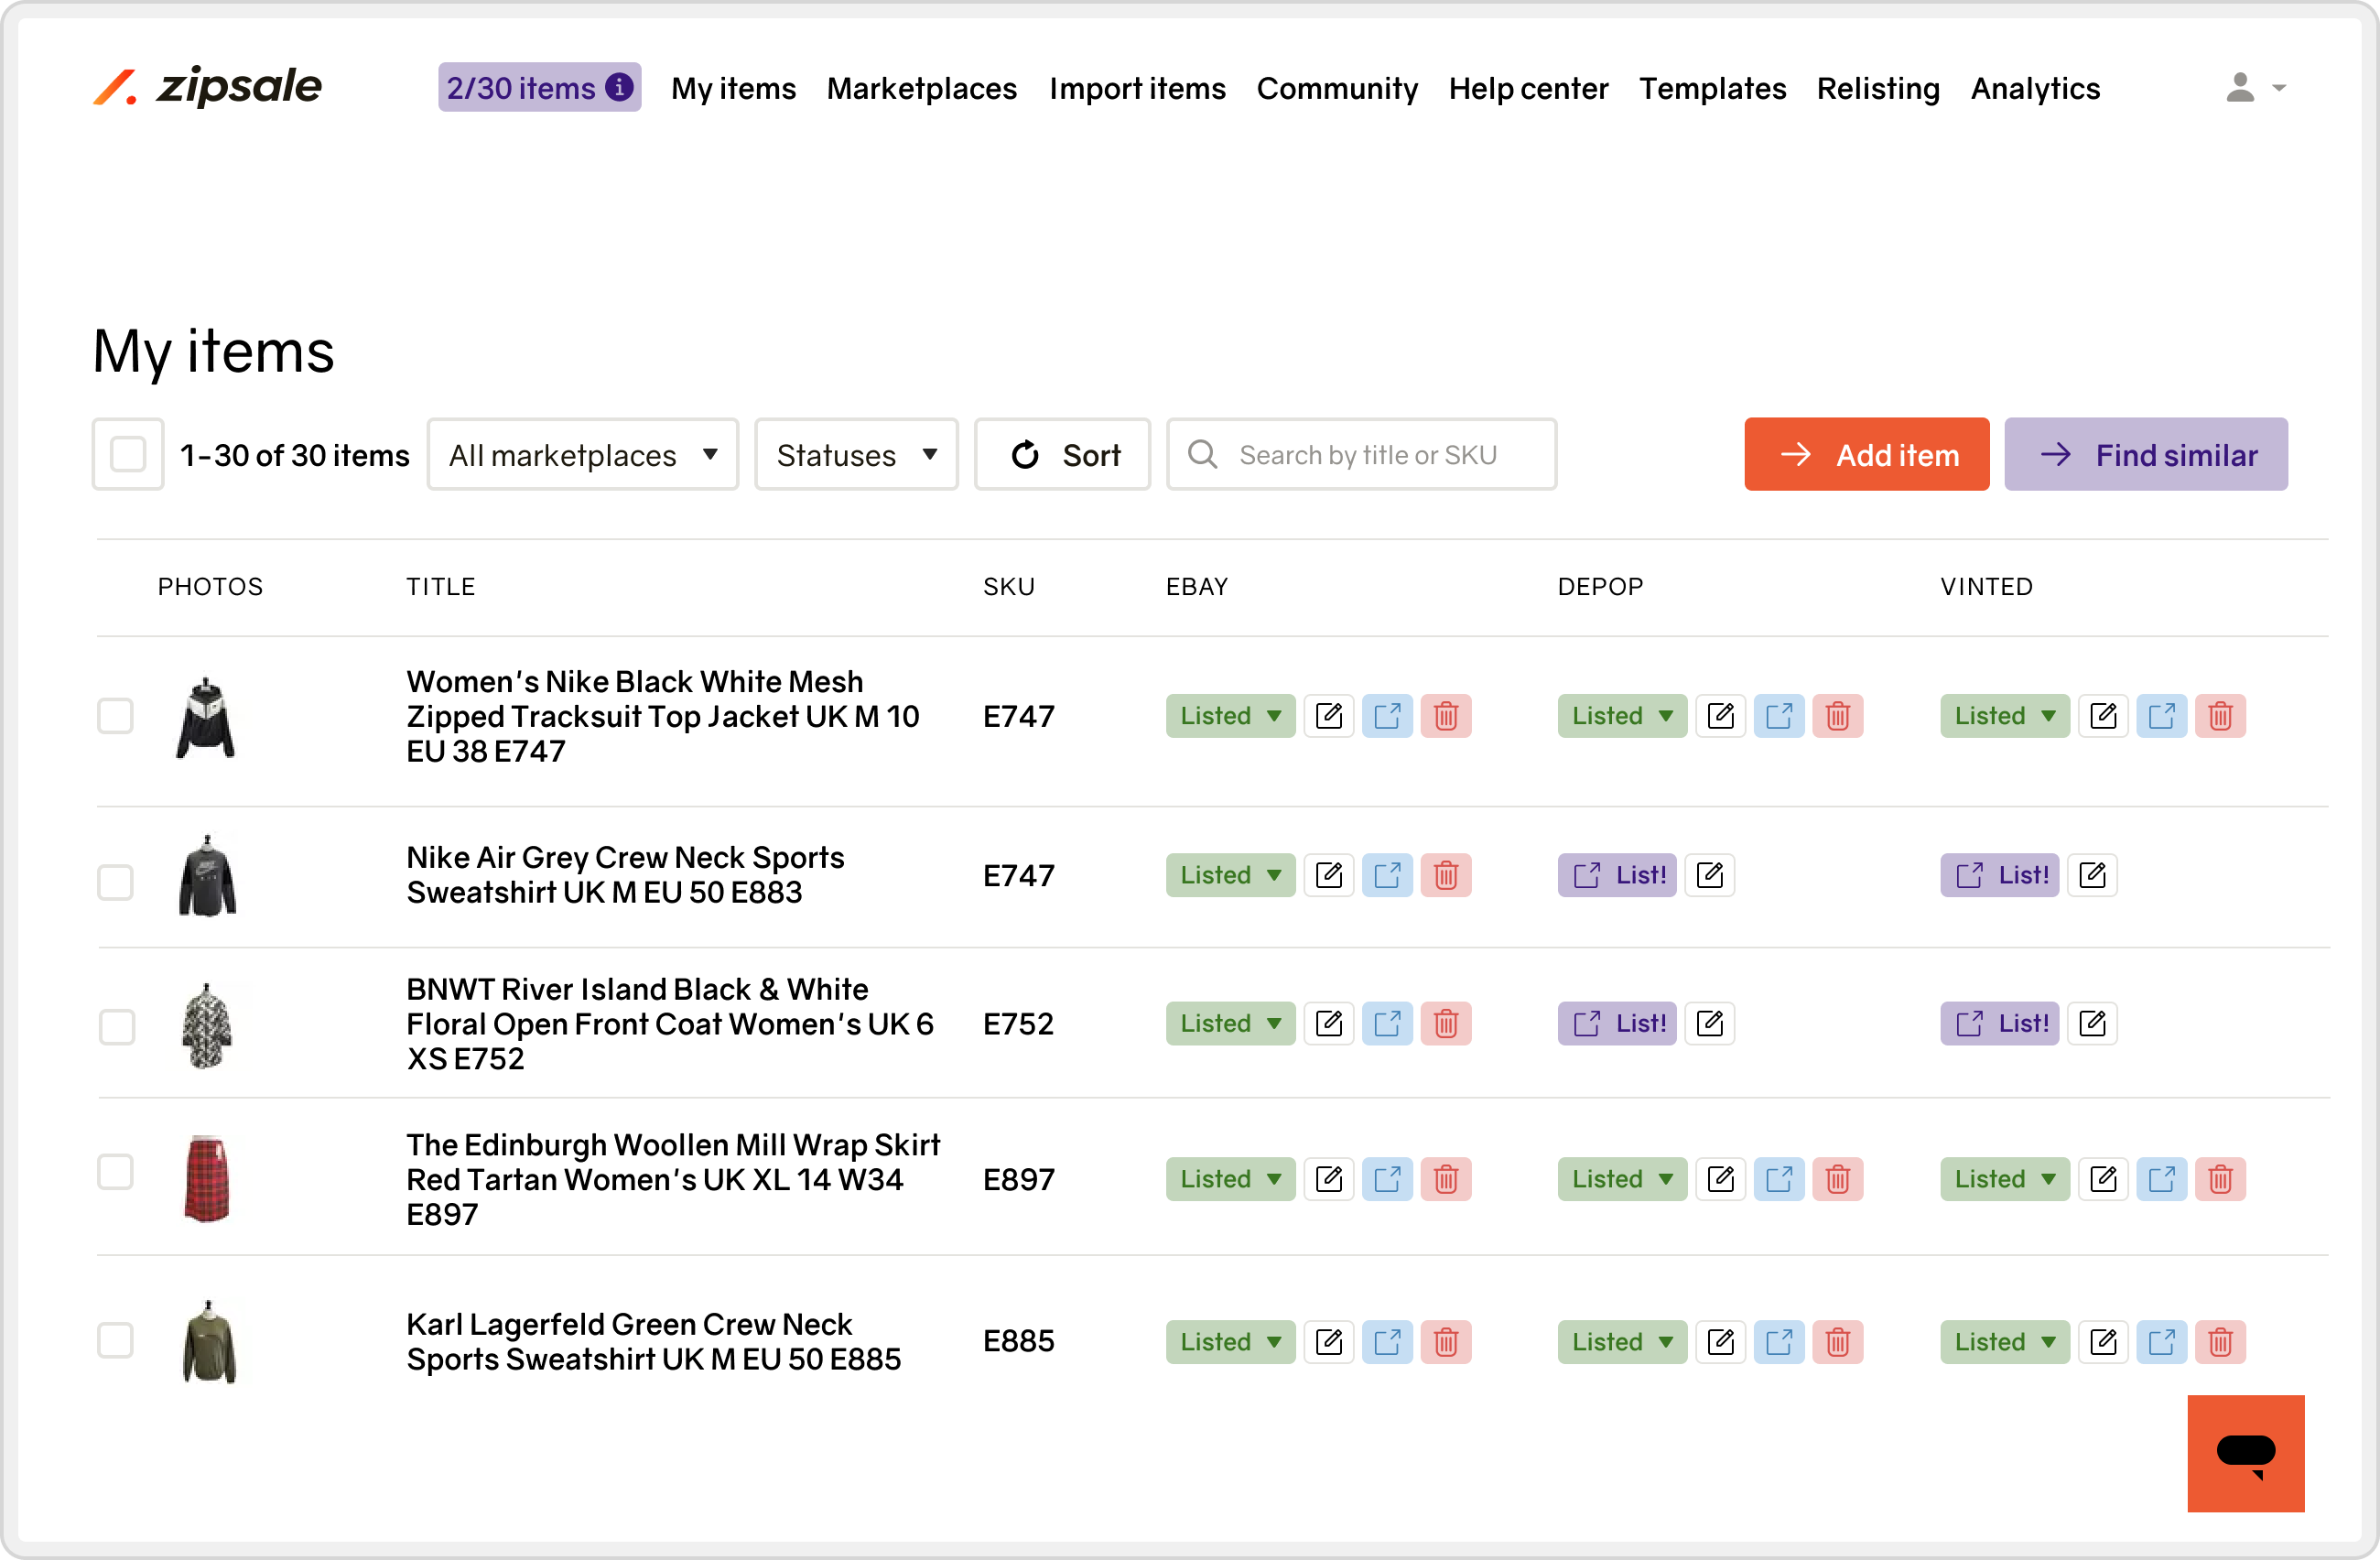 zipsale
2/30 items
My items
Marketplaces
Import items
Community
Help center
Templates
Relisting
Analytics
My items
1-30 of 30 items
All marketplaces
Statuses
Sort
Search by title or SKU
Add item
Find similar
PHOTOS
TITLE
SKU
EBAY
DEPOP
VINTED
Women's Nike Black White Mesh
Zipped Tracksuit Top Jacket UK M 10
EU 38 E747
E747
Listed
Listed
Listed
Nike Air Grey Crew Neck Sports
Sweatshirt UK M EU 50 E883
E747
Listed
List!
List!
BNWT River Island Black & White
Floral Open Front Coat Women's UK 6
XS E752
E752
Listed
List!
List!
The Edinburgh Woollen Mill Wrap Skirt
Red Tartan Women's UK XL 14 W34
E897
E897
Listed
Listed
Listed
Karl Lagerfeld Green Crew Neck
Sports Sweatshirt UK M EU 50 E885
E885
Listed
Listed
Listed